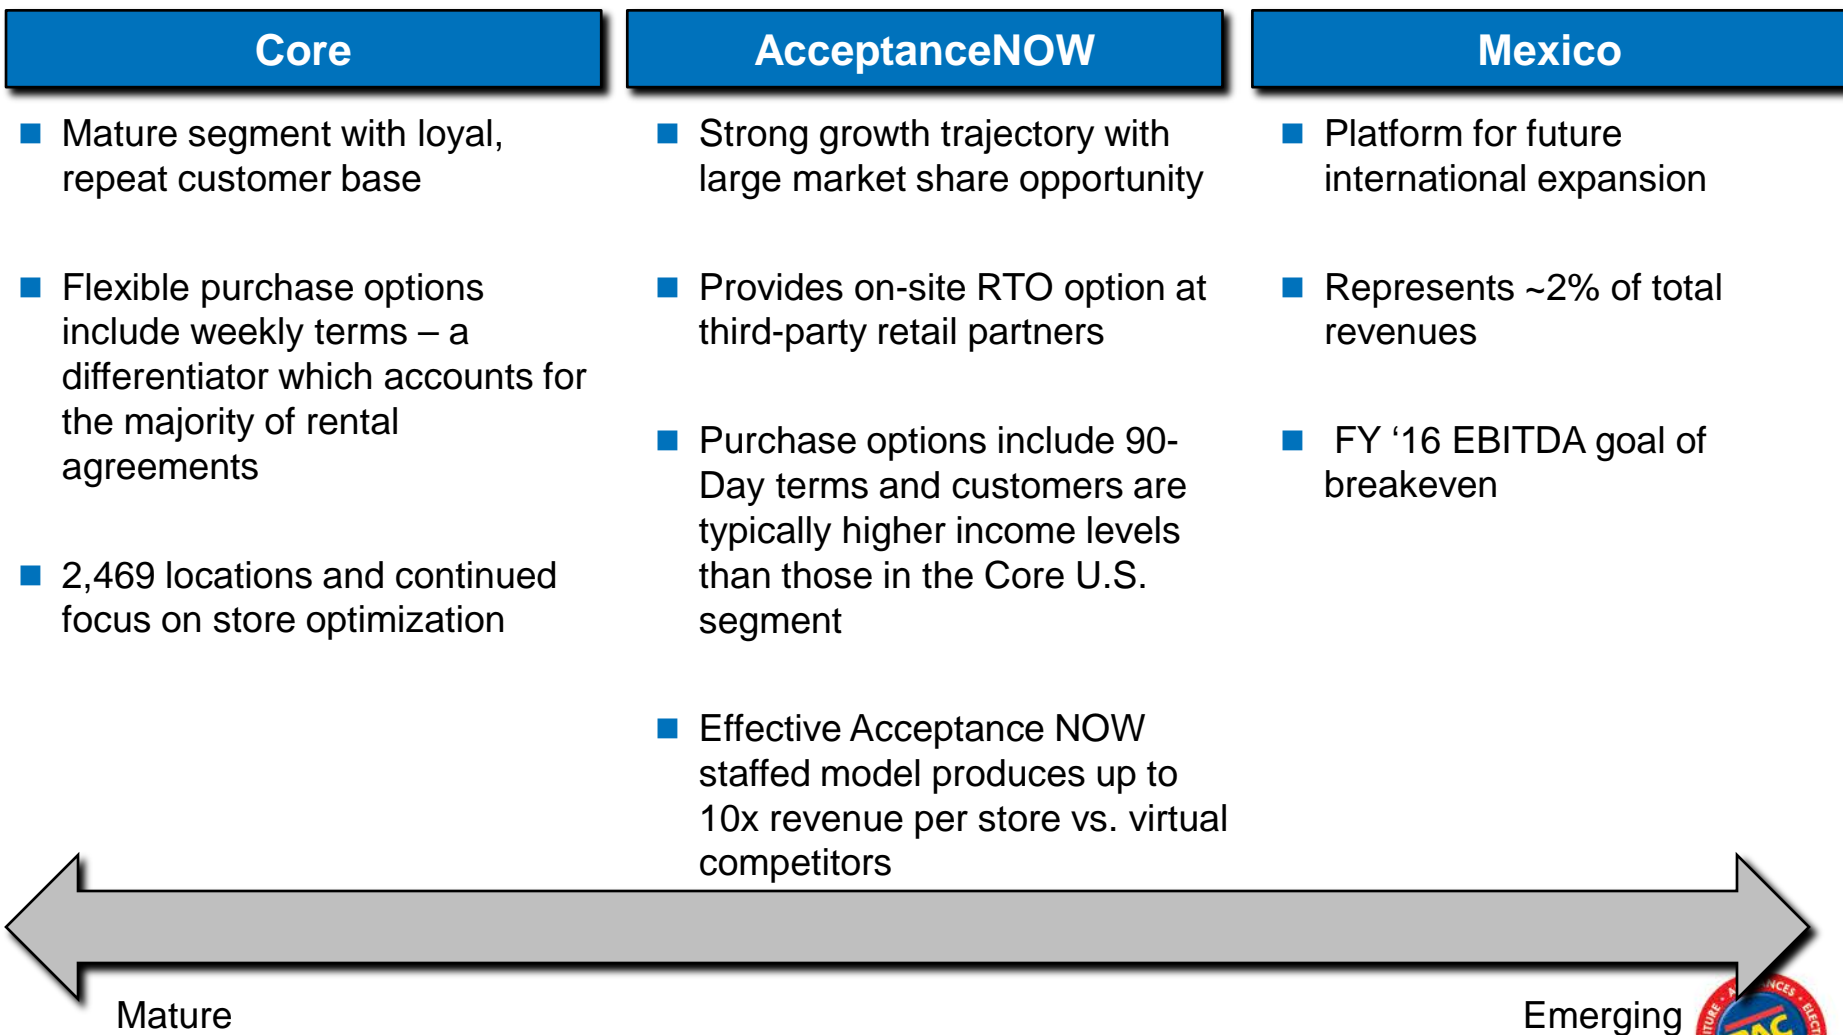 Core
Mature segment with loyal,
repeat customer base
Flexible purchase options
include weekly terms – a
differentiator which accounts for
the majority of rental
agreements
2,469 locations and continued
focus on store optimization
AcceptanceNOW
Strong growth trajectory with
large market share opportunity
Provides on-site RTO option at
third-party retail partners
Purchase options include 90-
Day terms and customers are
typically higher income levels
than those in the Core U.S.
segment
Effective Acceptance NOW
staffed model produces up to
10x revenue per store vs. virtual
competitors
Mexico
Platform for future
international expansion
Represents ~2% of total
revenues
FY ‘16 EBITDA goal of
breakeven
Mature
Emerging
RAC